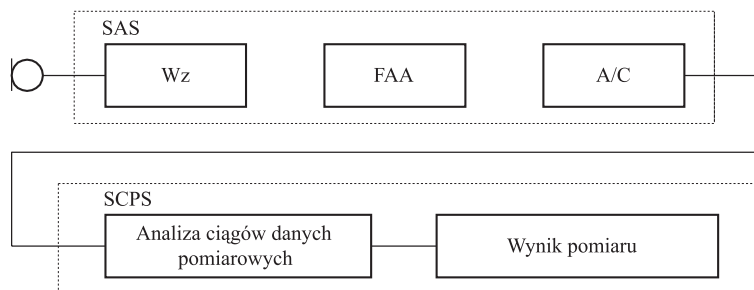 SAS
Wz
FAA
A/C
SCPS
Analiza ciągów danych
pomiarowych
Wynik pomiaru